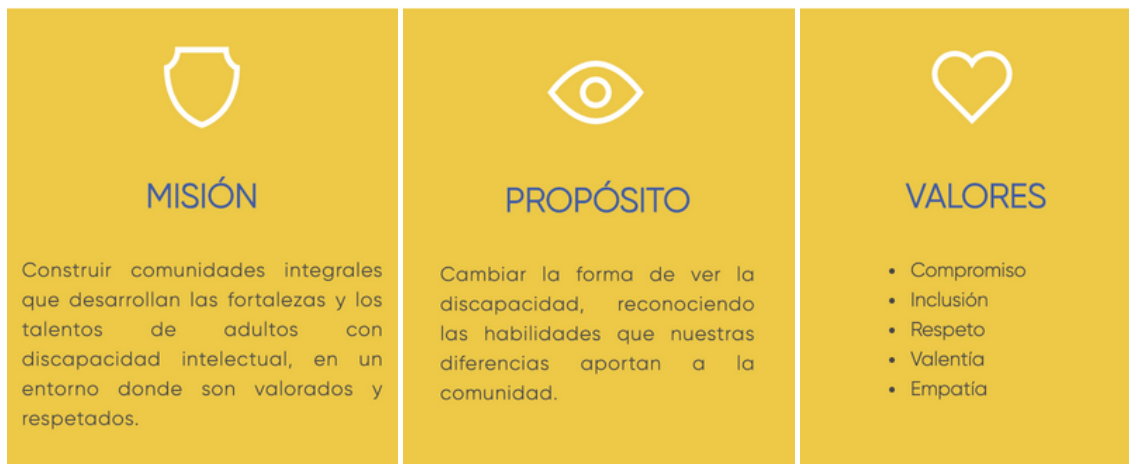 MISIÓN
Construir comunidades integrales
que desarrollan las fortalezas y los
talentos de adultos con
discapacidad intelectual, en un
entorno donde son valorados y
respetados.
PROPÓSITO
Cambiar la forma de ver la
discapacidad, reconociendo
las habilidades que nuestras
diferencias aportan a la
comunidad.
VALORES
• Compromiso
• Inclusión
• Respeto
• Valentía
• Empatía